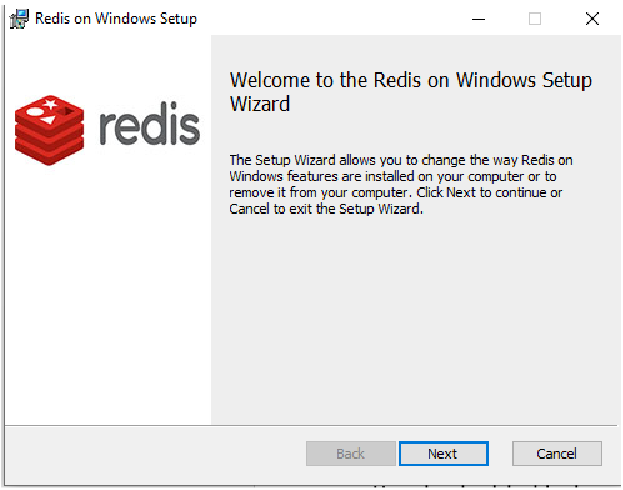 Redis on Windows Setup
redis
Welcome to the Redis on Windows Setup
Wizard
The Setup Wizard allows you to change the way Redis on
Windows features are installed on your computer or to
remove it from your computer. Click Next to continue or
Cancel to exit the Setup Wizard.
Back Next Cancel